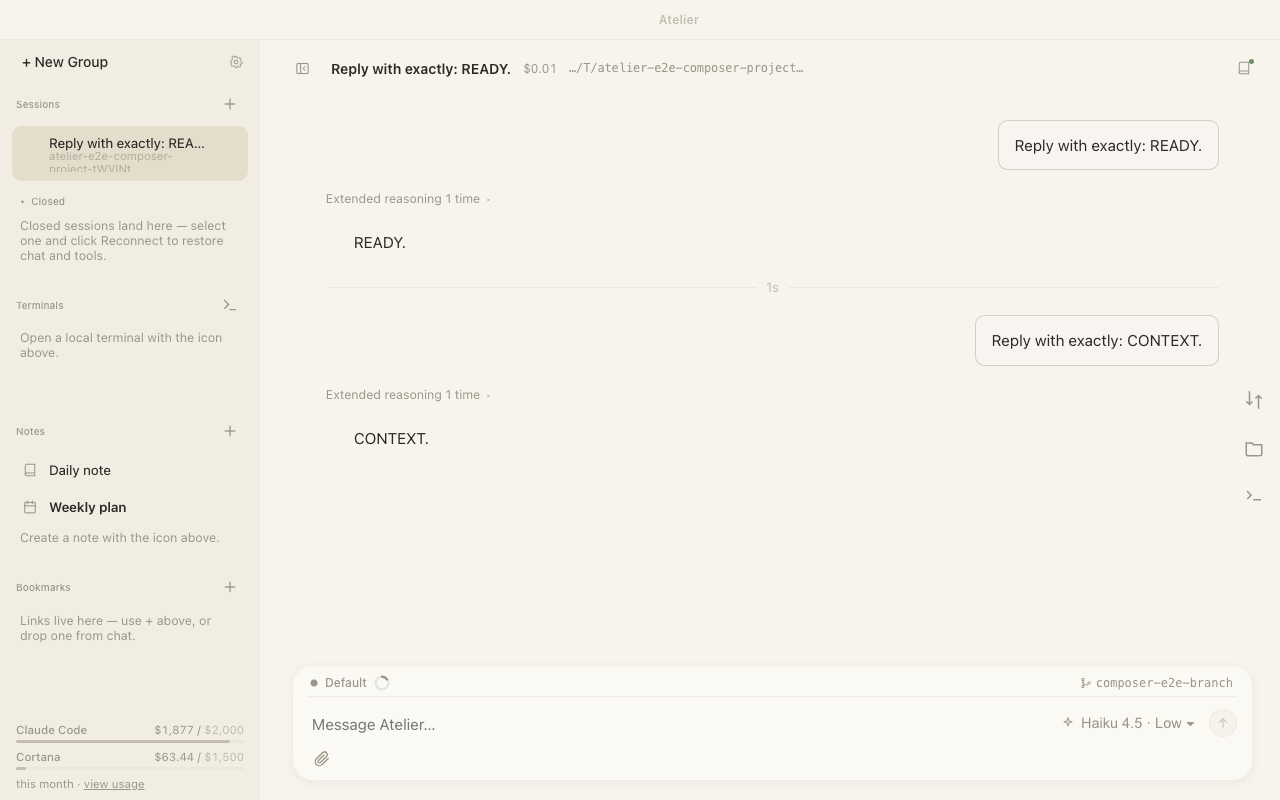 Atelier
+ New Group
Sessions
Reply with exactly: REA...
atelier-e2e-composer-
project-tWVlNt
Closed
Closed sessions land here — select
one and click Reconnect to restore
chat and tools.
Terminals
Open a local terminal with the icon
above.
Notes
Daily note
Weekly plan
Create a note with the icon above.
Bookmarks
Links live here — use + above, or
drop one from chat.
Claude Code $1,877 / $2,000
Cortana $63.44 / $1,500
this month · view usage
Reply with exactly: READY. $0.01 …/T/atelier-e2e-composer-project…
Reply with exactly: READY.
Extended reasoning 1 time
READY.
1s
Reply with exactly: CONTEXT.
Extended reasoning 1 time
CONTEXT.
Default composer-e2e-branch
Message Atelier...
Haiku 4.5 · Low